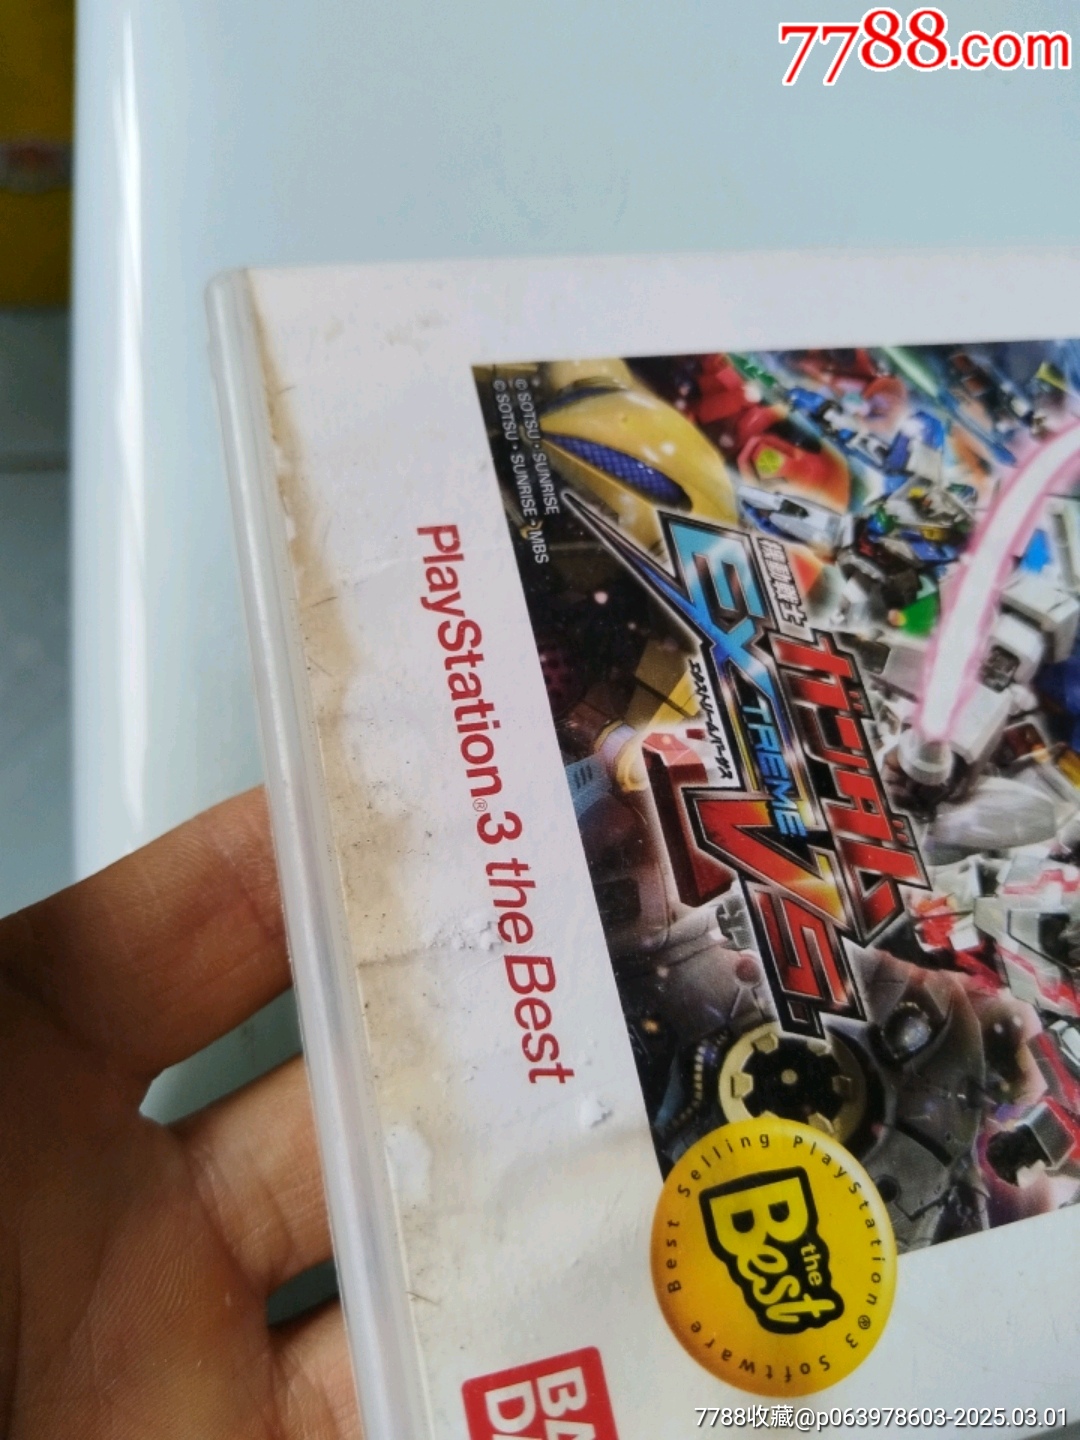 7788.com
©SOTSU・SUNRISE
©SOTSU・SUNRISE・MBS
機動戦士
ガンダム
EXTREME VS.
エクストリームバーサス
PlayStation®3 the Best
Best Selling PlayStation®3 Software
the Best
BA
7788收藏@p063978603-2025.03.01